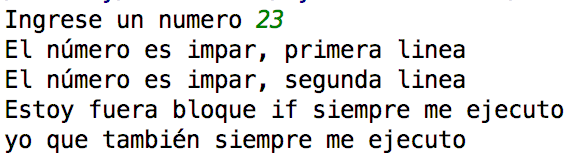 Ingrese un numero 23
El número es impar, primera linea
El número es impar, segunda linea
Estoy fuera bloque if siempre me ejecuto
yo que también siempre me ejecuto